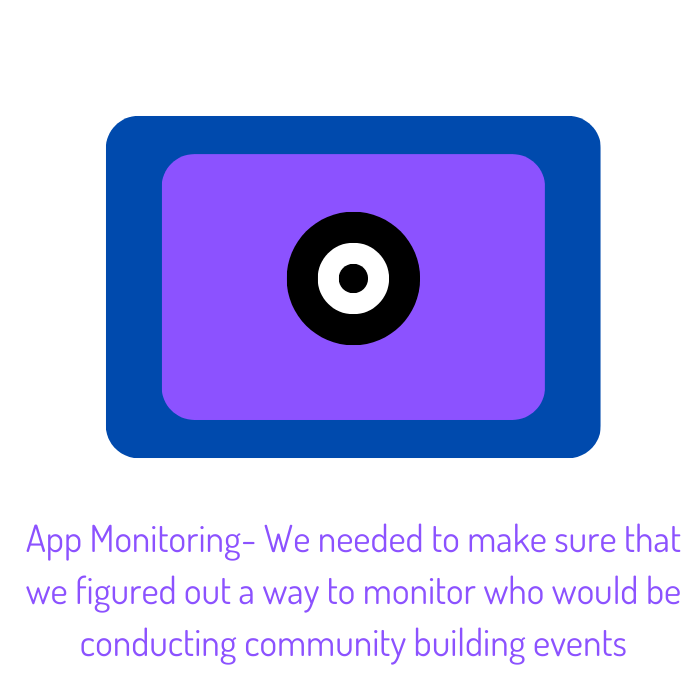 App Monitoring- We needed to make sure that
we figured out a way to monitor who would be
conducting community building events